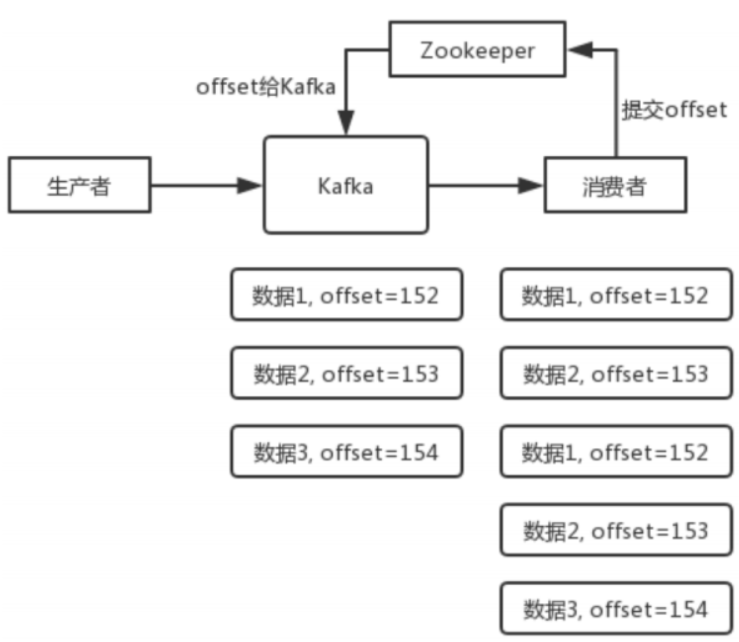 Zookeeper
offset给Kafka
提交offset
生产者
Kafka
消费者
数据1, offset=152
数据1, offset=152
数据2, offset=153
数据2, offset=153
数据3, offset=154
数据1, offset=152
数据2, offset=153
数据3, offset=154